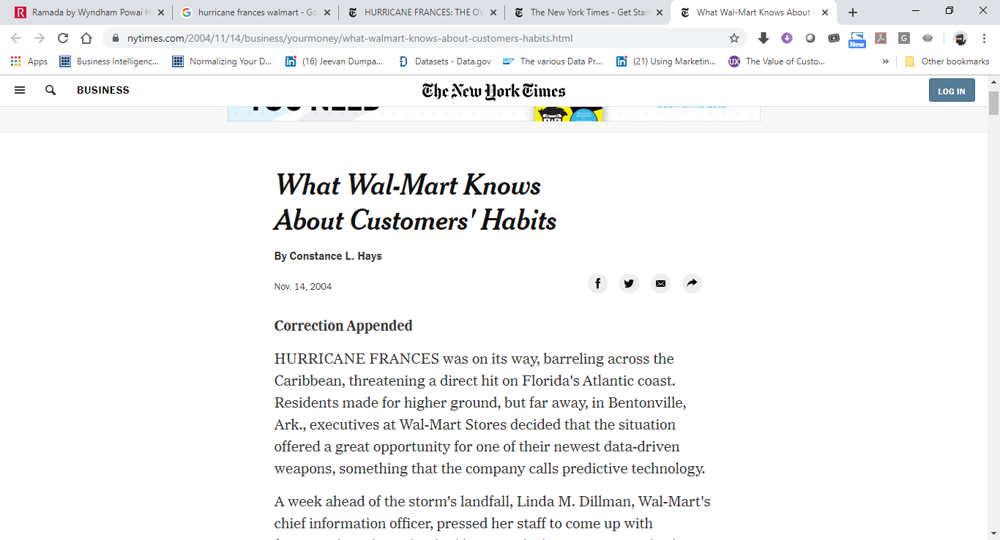 Ramada by Wyndham Powai H
hurricane frances walmart - Go
HURRICANE FRANCES: THE OV
The New York Times - Get Star
What Wal-Mart Knows About C
nytimes.com/2004/11/14/business/yourmoney/what-walmart-knows-about-customers-habits.html
New
Apps
Business Intelligenc...
Normalizing Your D...
(16) Jeevan Dumpa...
Datasets - Data.gov
The various Data Pr...
(21) Using Marketin...
The Value of Custo...
Other bookmarks
BUSINESS
The New York Times
LOG IN
YOU NEED
What Wal-Mart Knows
About Customers' Habits
By Constance L. Hays
Nov. 14, 2004
Correction Appended
HURRICANE FRANCES was on its way, barreling across the
Caribbean, threatening a direct hit on Florida's Atlantic coast.
Residents made for higher ground, but far away, in Bentonville,
Ark., executives at Wal-Mart Stores decided that the situation
offered a great opportunity for one of their newest data-driven
weapons, something that the company calls predictive technology.
A week ahead of the storm's landfall, Linda M. Dillman, Wal-Mart's
chief information officer, pressed her staff to come up with